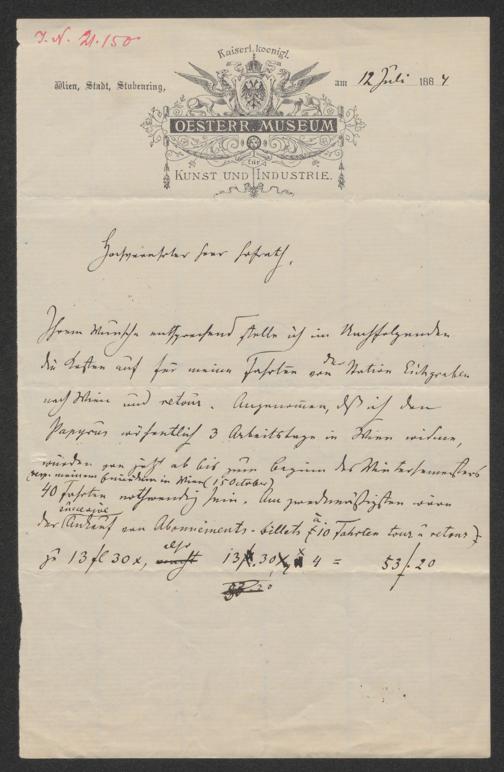 J. N. 21.150
Kaiserl. koenigl.
Wien, Stadt, Stubenring, am 12 Juli 1884
OESTERR. MUSEUM
für
KUNST UND INDUSTRIE.
Hochverehrter Herr Hofrath,
Ihrem Wunsche entsprechend stelle ich im Nachfolgenden
die Kosten auf für meine Fahrten von der Station Eichgraben
nach Wien und retour. Angenommen, daß ich den
Papyrus wöchentlich 3 Arbeitstage in Wien widme,
würden von jetzt ab bis zum Beginn des Wintersemesters
resp. meinem Eintreffen in Wien (15 October)
40 Fahrten nothwendig sein. Am zweckmäßigsten wäre
der Ankauf von Abonnements-billets (à 10 Fahrten tour u retour)
zu 13 fl 30 x, also 13 . 30 x 4 = 53 f. 20